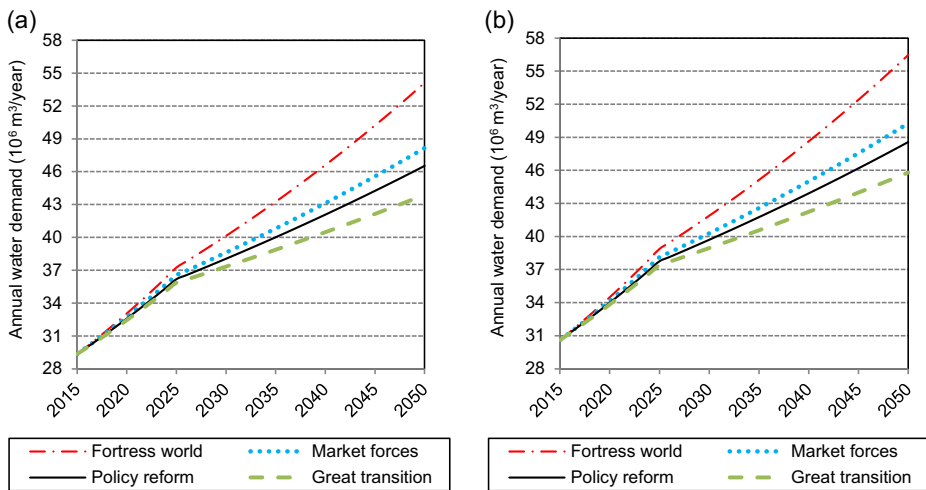 (a)
Annual water demand (10⁶ m³/year)
58
55
52
49
46
43
40
37
34
31
28
2015 2020 2025 2030 2035 2040 2045 2050
Fortress world Market forces
Policy reform Great transition
(b)
Annual water demand (10⁶ m³/year)
58
55
52
49
46
43
40
37
34
31
28
2015 2020 2025 2030 2035 2040 2045 2050
Fortress world Market forces
Policy reform Great transition